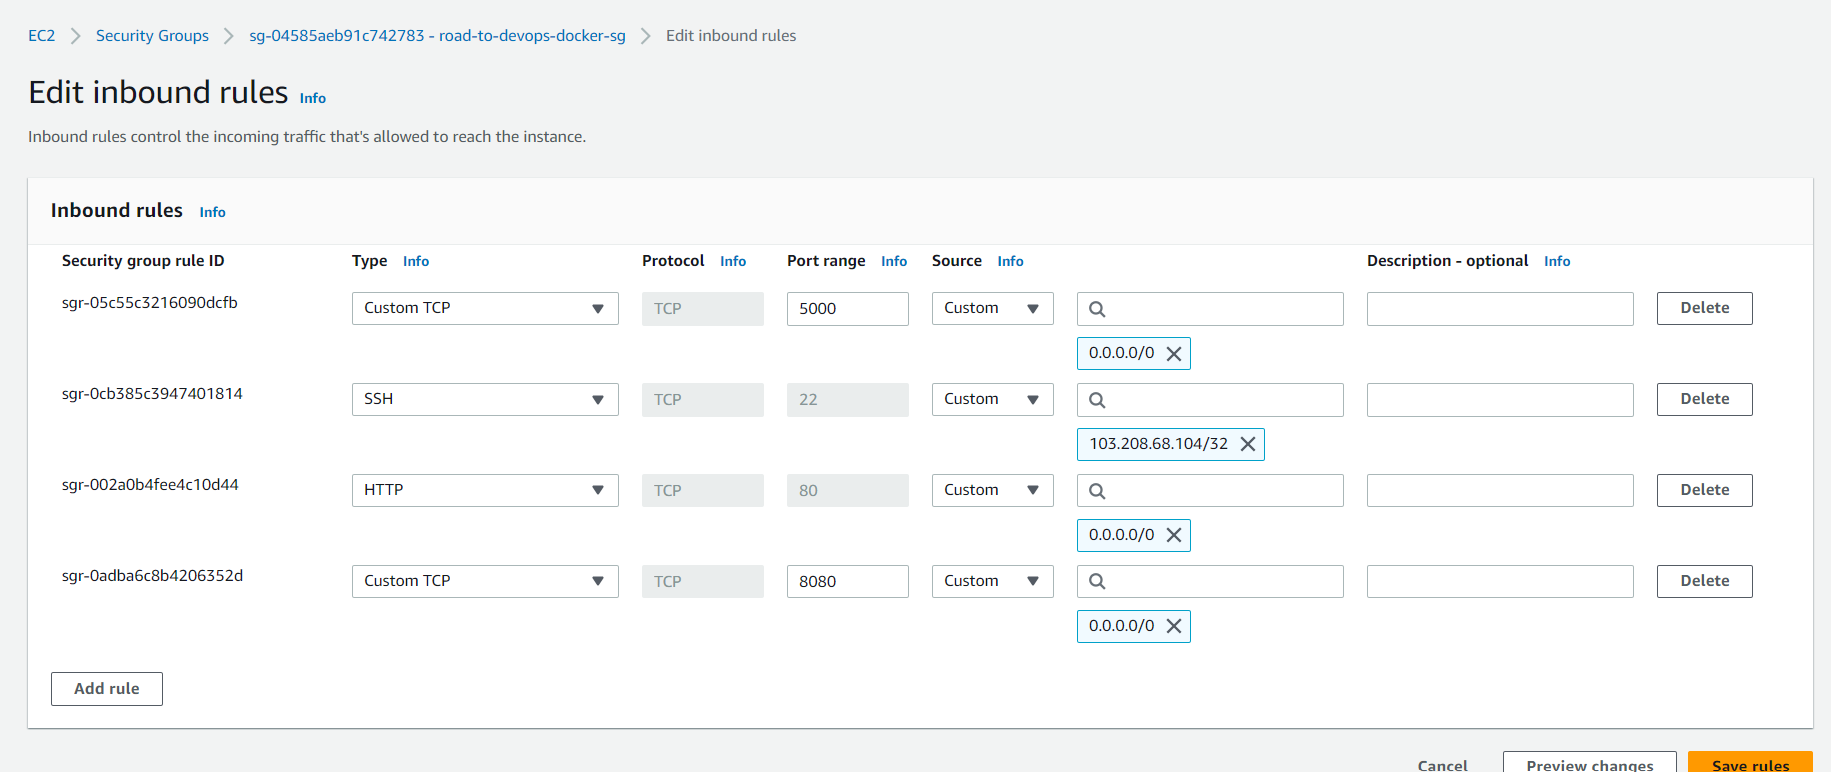 EC2 > Security Groups > sg-04585aeb91c742783 - road-to-devops-docker-sg > Edit inbound rules
Edit inbound rules Info
Inbound rules control the incoming traffic that's allowed to reach the instance.
Inbound rules Info
Security group rule ID Type Info Protocol Info Port range Info Source Info Description - optional Info
sgr-05c55c3216090dcfb Custom TCP TCP 5000 Custom Delete
0.0.0.0/0
sgr-0cb385c3947401814 SSH TCP 22 Custom Delete
103.208.68.104/32
sgr-002a0b4fee4c10d44 HTTP TCP 80 Custom Delete
0.0.0.0/0
sgr-0adba6c8b4206352d Custom TCP TCP 8080 Custom Delete
0.0.0.0/0
Add rule
Cancel Preview changes Save rules